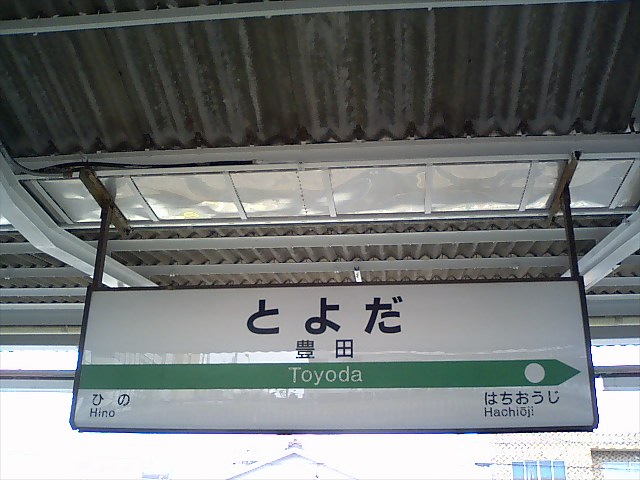 とよだ
豊田
Toyoda
ひの はちおうじ
Hino Hachiōji